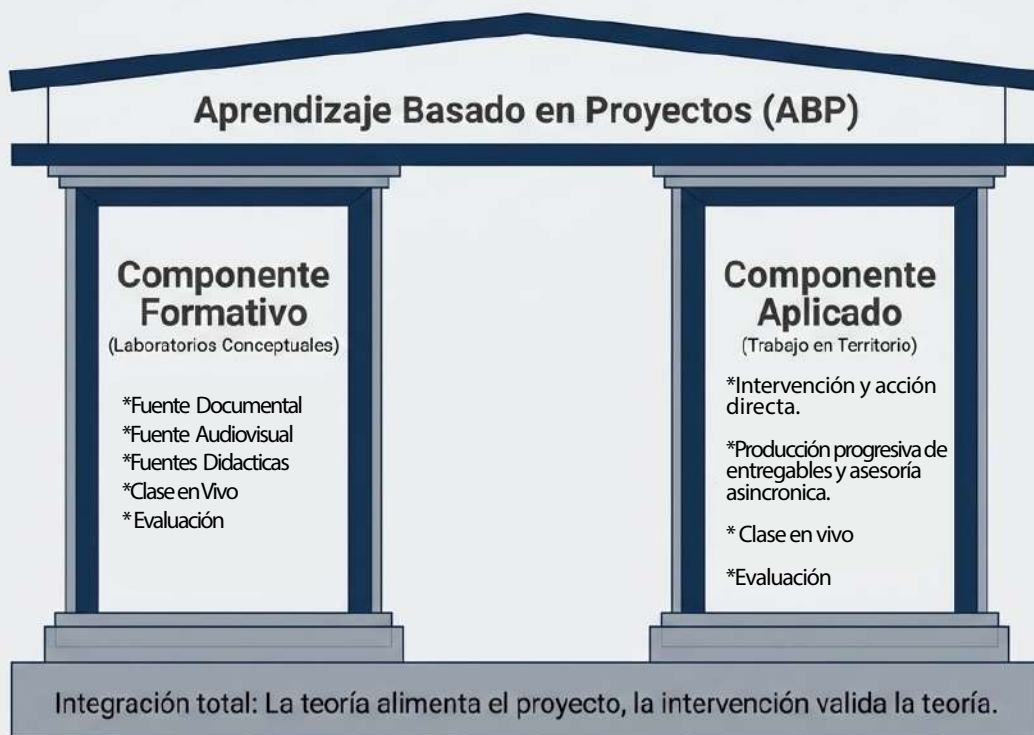 Aprendizaje Basado en Proyectos (ABP)
Componente
Formativo
(Laboratorios Conceptuales)
*Fuente Documental
*Fuente Audiovisual
*Fuentes Didacticas
*Clase en Vivo
* Evaluación
Componente
Aplicado
(Trabajo en Territorio)
*Intervención y acción
directa.
*Producción progresiva de
entregables y asesoría
asincronica.
* Clase en vivo
*Evaluación
Integración total: La teoría alimenta el proyecto, la intervención valida la teoría.